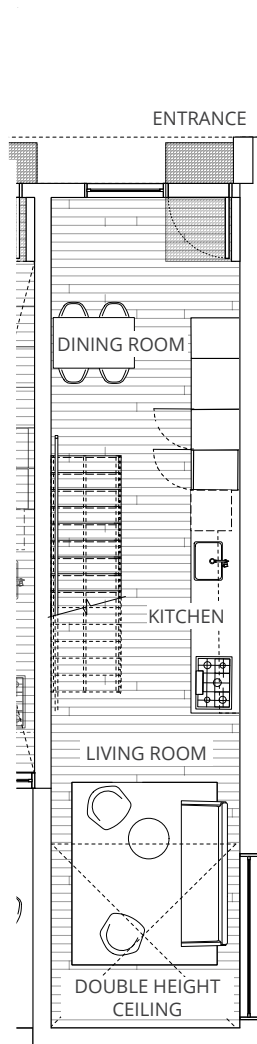 ENTRANCE
DINING ROOM
KITCHEN
LIVING ROOM
DOUBLE HEIGHT
CEILING